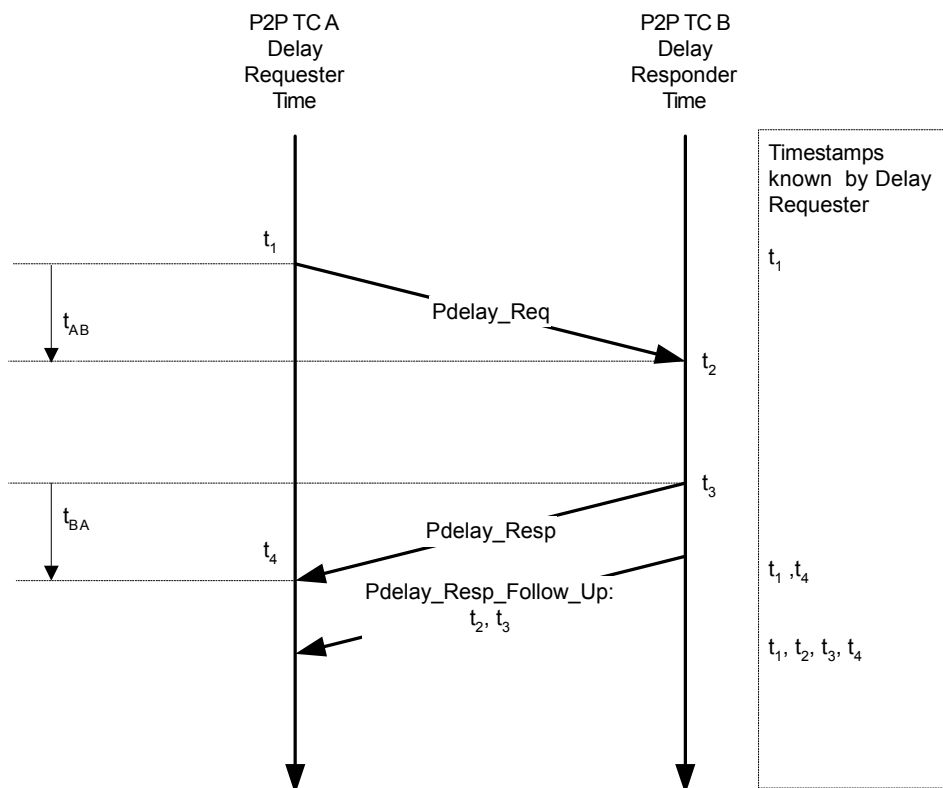 P2P TC A
Delay
Requester
Time
P2P TC B
Delay
Responder
Time
Timestamps
known by Delay
Requester
t1
t1
Pdelay_Req
tAB
t2
t3
tBA
Pdelay_Resp
t4
t1 ,t4
Pdelay_Resp_Follow_Up:
t2, t3
t1, t2, t3, t4